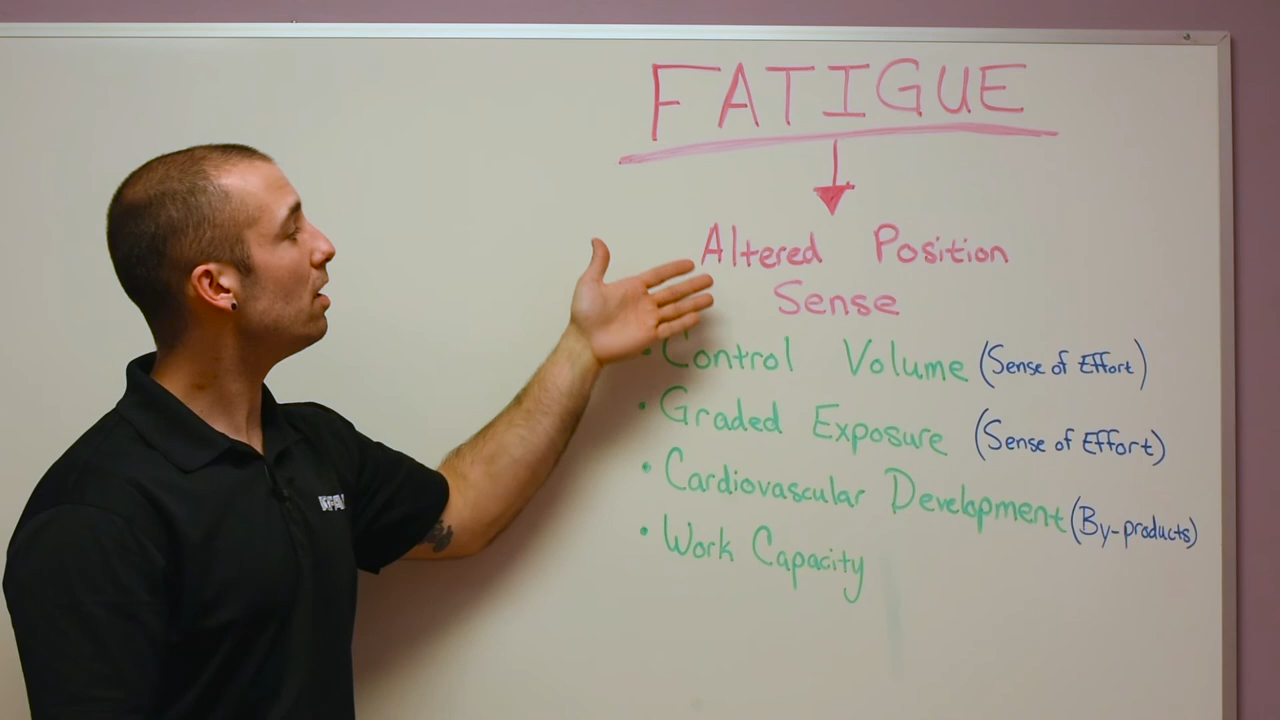 FATIGUE
Altered Position
Sense
• Control Volume (Sense of Effort)
• Graded Exposure (Sense of Effort)
• Cardiovascular Development (By-products)
• Work Capacity